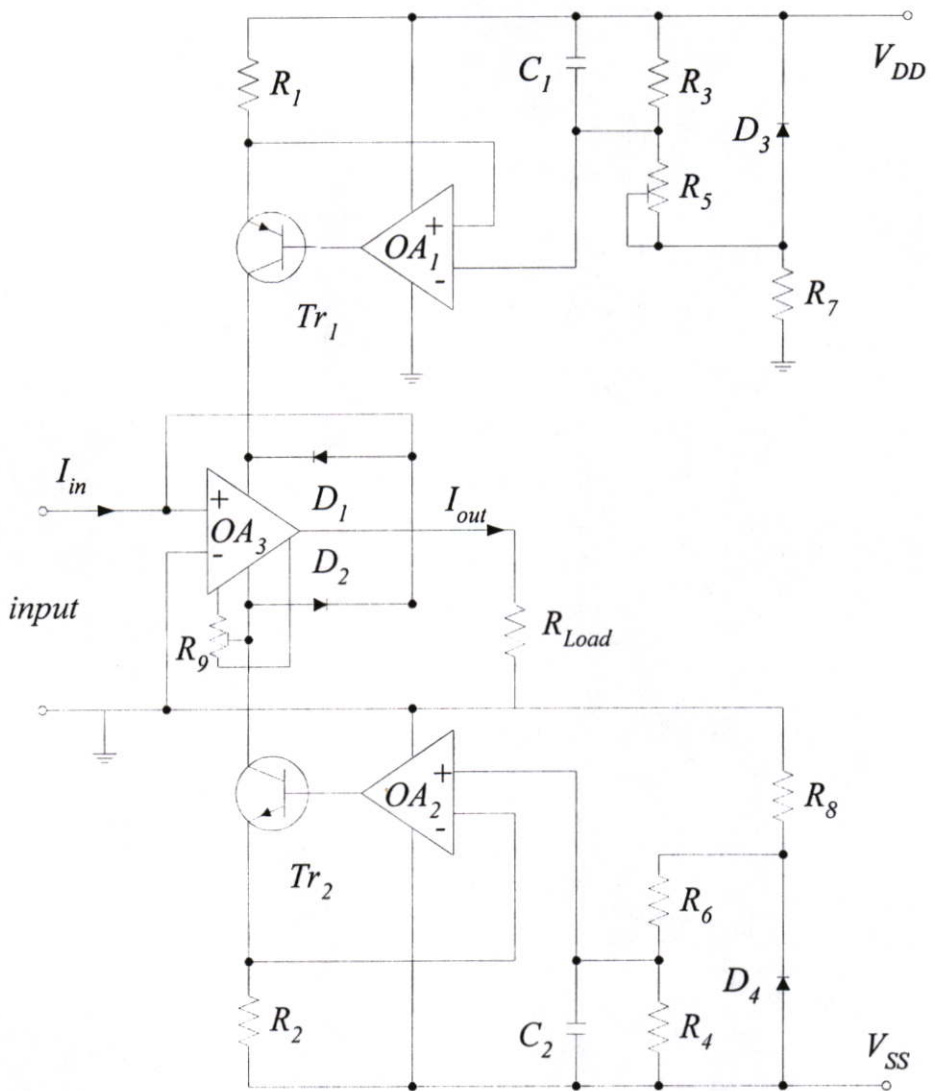 R1
C1
R3
VDD
D3
R5
+
OA1
-
R7
Tr1
Iin
+
OA3
-
D1
Iout
D2
input
R9
RLoad
+
OA2
-
R8
Tr2
R6
R2
C2
R4
D4
VSS